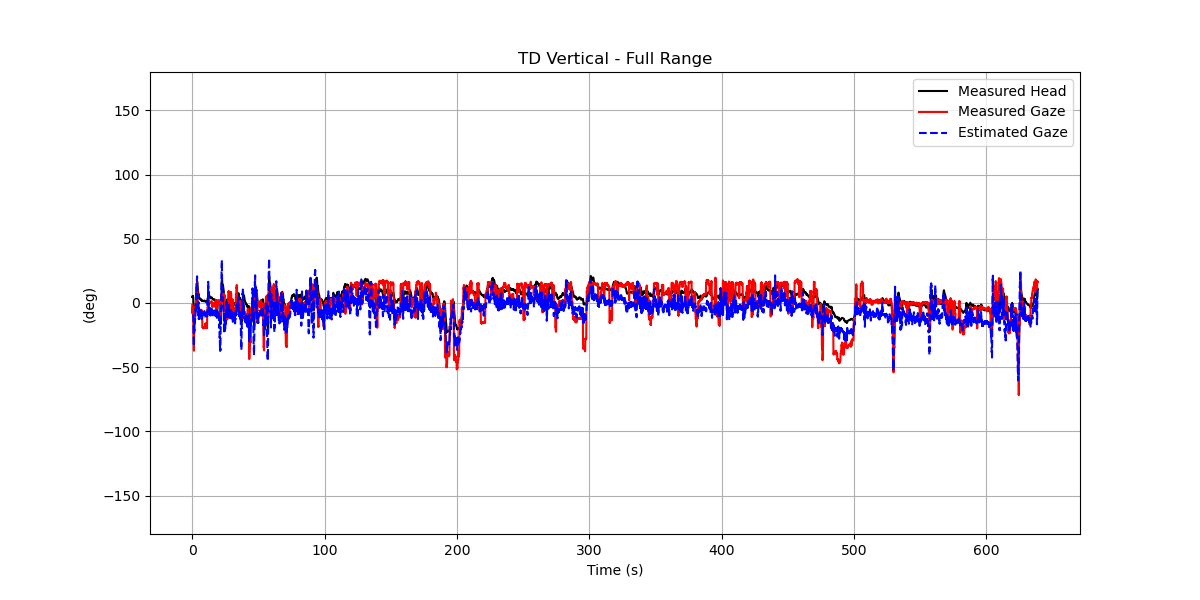 TD Vertical - Full Range
Measured Head
Measured Gaze
Estimated Gaze
150
100
50
0
−50
−100
−150
(deg)
0 100 200 300 400 500 600
Time (s)